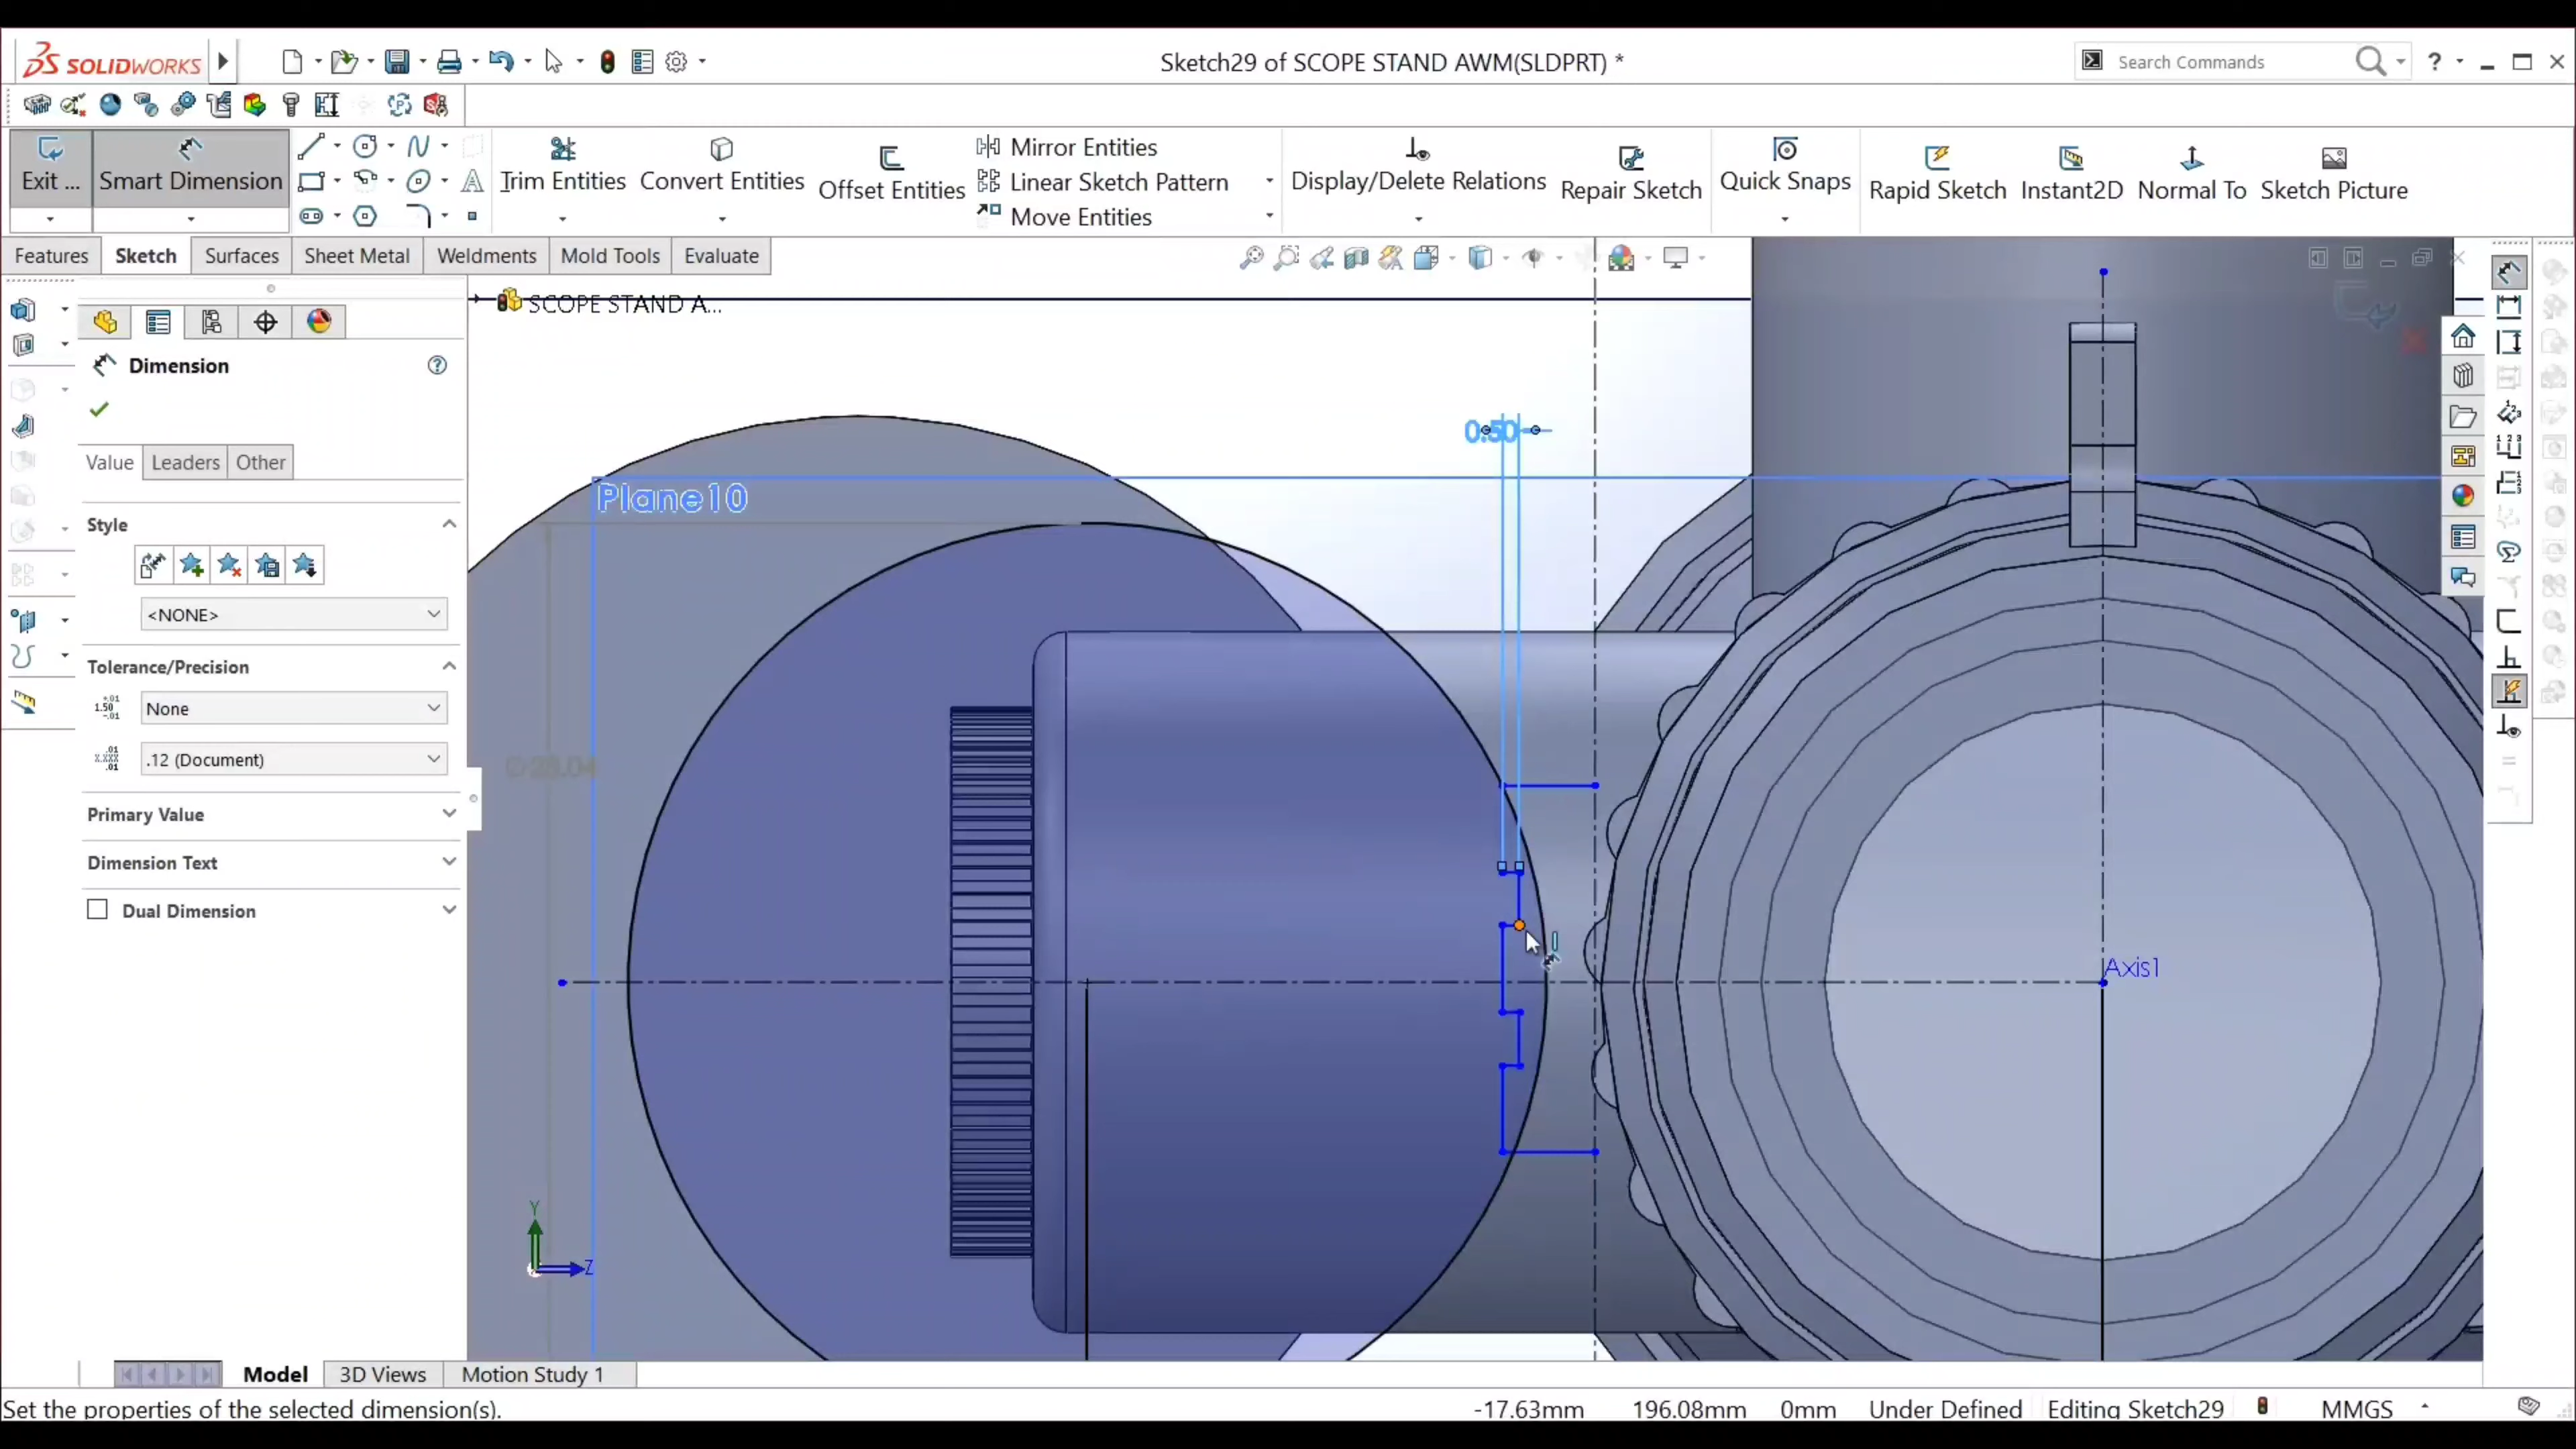 SOLIDWORKS
Sketch29 of SCOPE STAND AWM(SLDPRT) *
Search Commands
?
Exit ...
Smart Dimension
Trim Entities
Convert Entities
Offset Entities
Mirror Entities
Linear Sketch Pattern
Move Entities
Display/Delete Relations
Repair Sketch
Quick Snaps
Rapid Sketch
Instant2D
Normal To
Sketch Picture
Features
Sketch
Surfaces
Sheet Metal
Weldments
Mold Tools
Evaluate
SCOPE STAND A...
Dimension
Value
Leaders
Other
Style
<NONE>
Tolerance/Precision
None
.12 (Document)
Primary Value
Dimension Text
Dual Dimension
0.50
Plane10
Axis1
Y
Z
Model
3D Views
Motion Study 1
Set the properties of the selected dimension(s).
-17.63mm
196.08mm
0mm
Under Defined
Editing Sketch29
MMGS